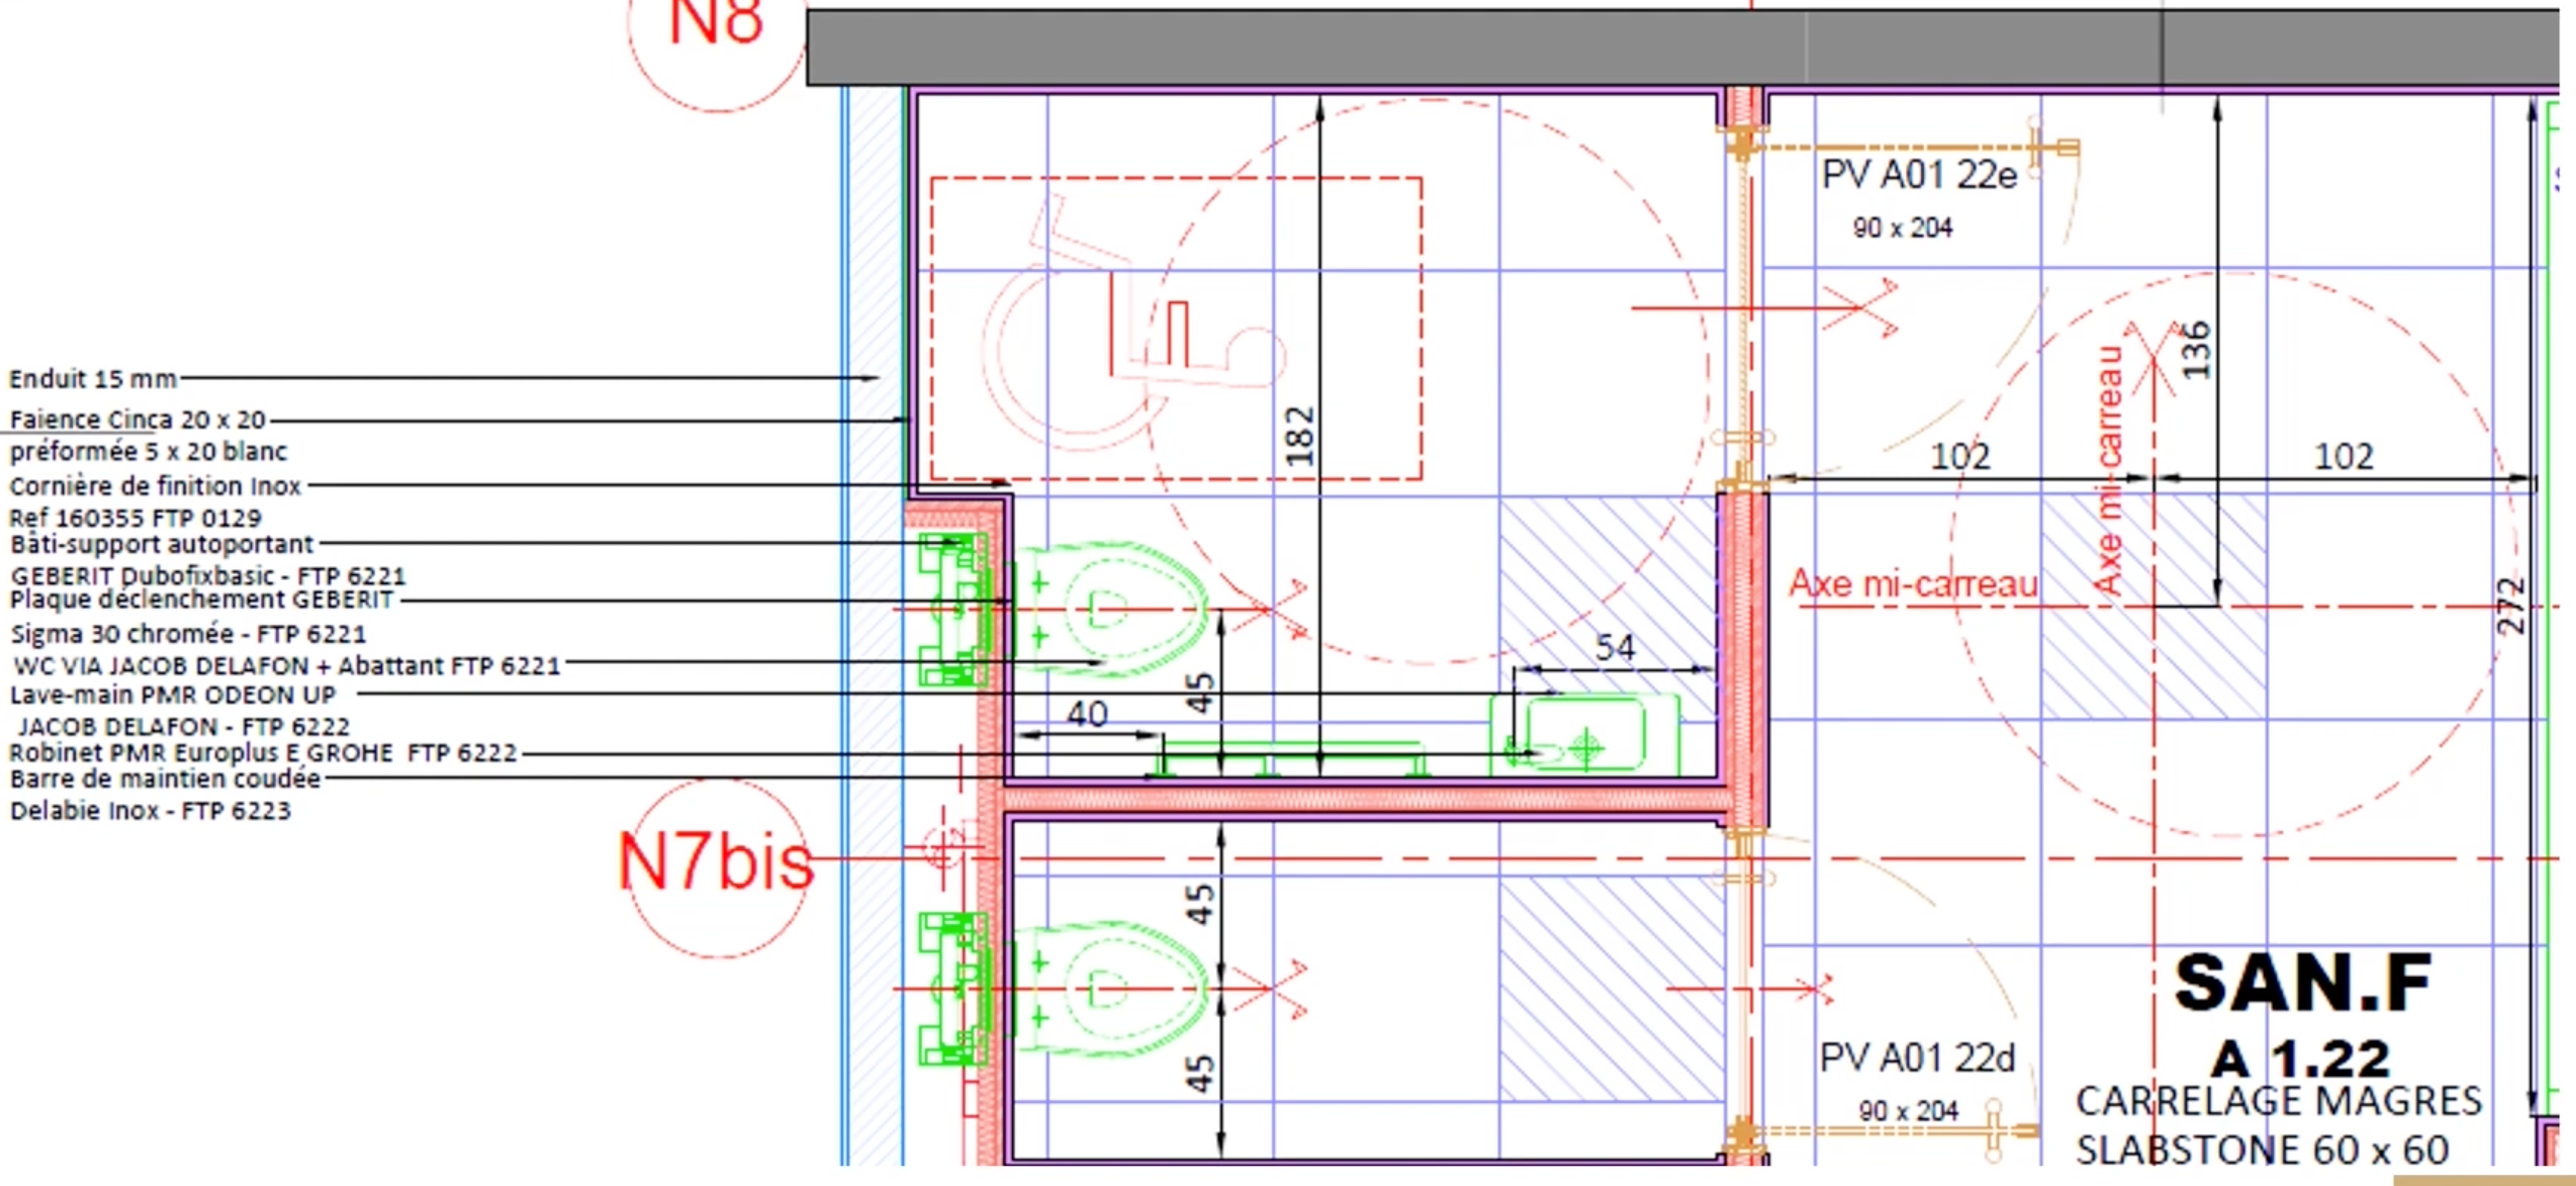 N8
PV A01 22e
90 x 204
136
Axe mi-carreau
182
102
102
Enduit 15 mm
Faience Cinca 20 x 20
préformée 5 x 20 blanc
Cornière de finition Inox
Ref 160355 FTP 0129
Bâti-support autoportant
GEBERIT Dubofixbasic - FTP 6221
Plaque déclenchement GEBERIT
Sigma 30 chromée - FTP 6221
WC VIA JACOB DELAFON + Abattant FTP 6221
Lave-main PMR ODEON UP
JACOB DELAFON - FTP 6222
Robinet PMR Europlus E GROHE FTP 6222
Barre de maintien coudée
Delabie Inox - FTP 6223
Axe mi-carreau
272
54
45
40
N7bis
45
45
SAN.F
A 1.22
PV A01 22d
90 x 204
CARRELAGE MAGRES
SLABSTONE 60 x 60